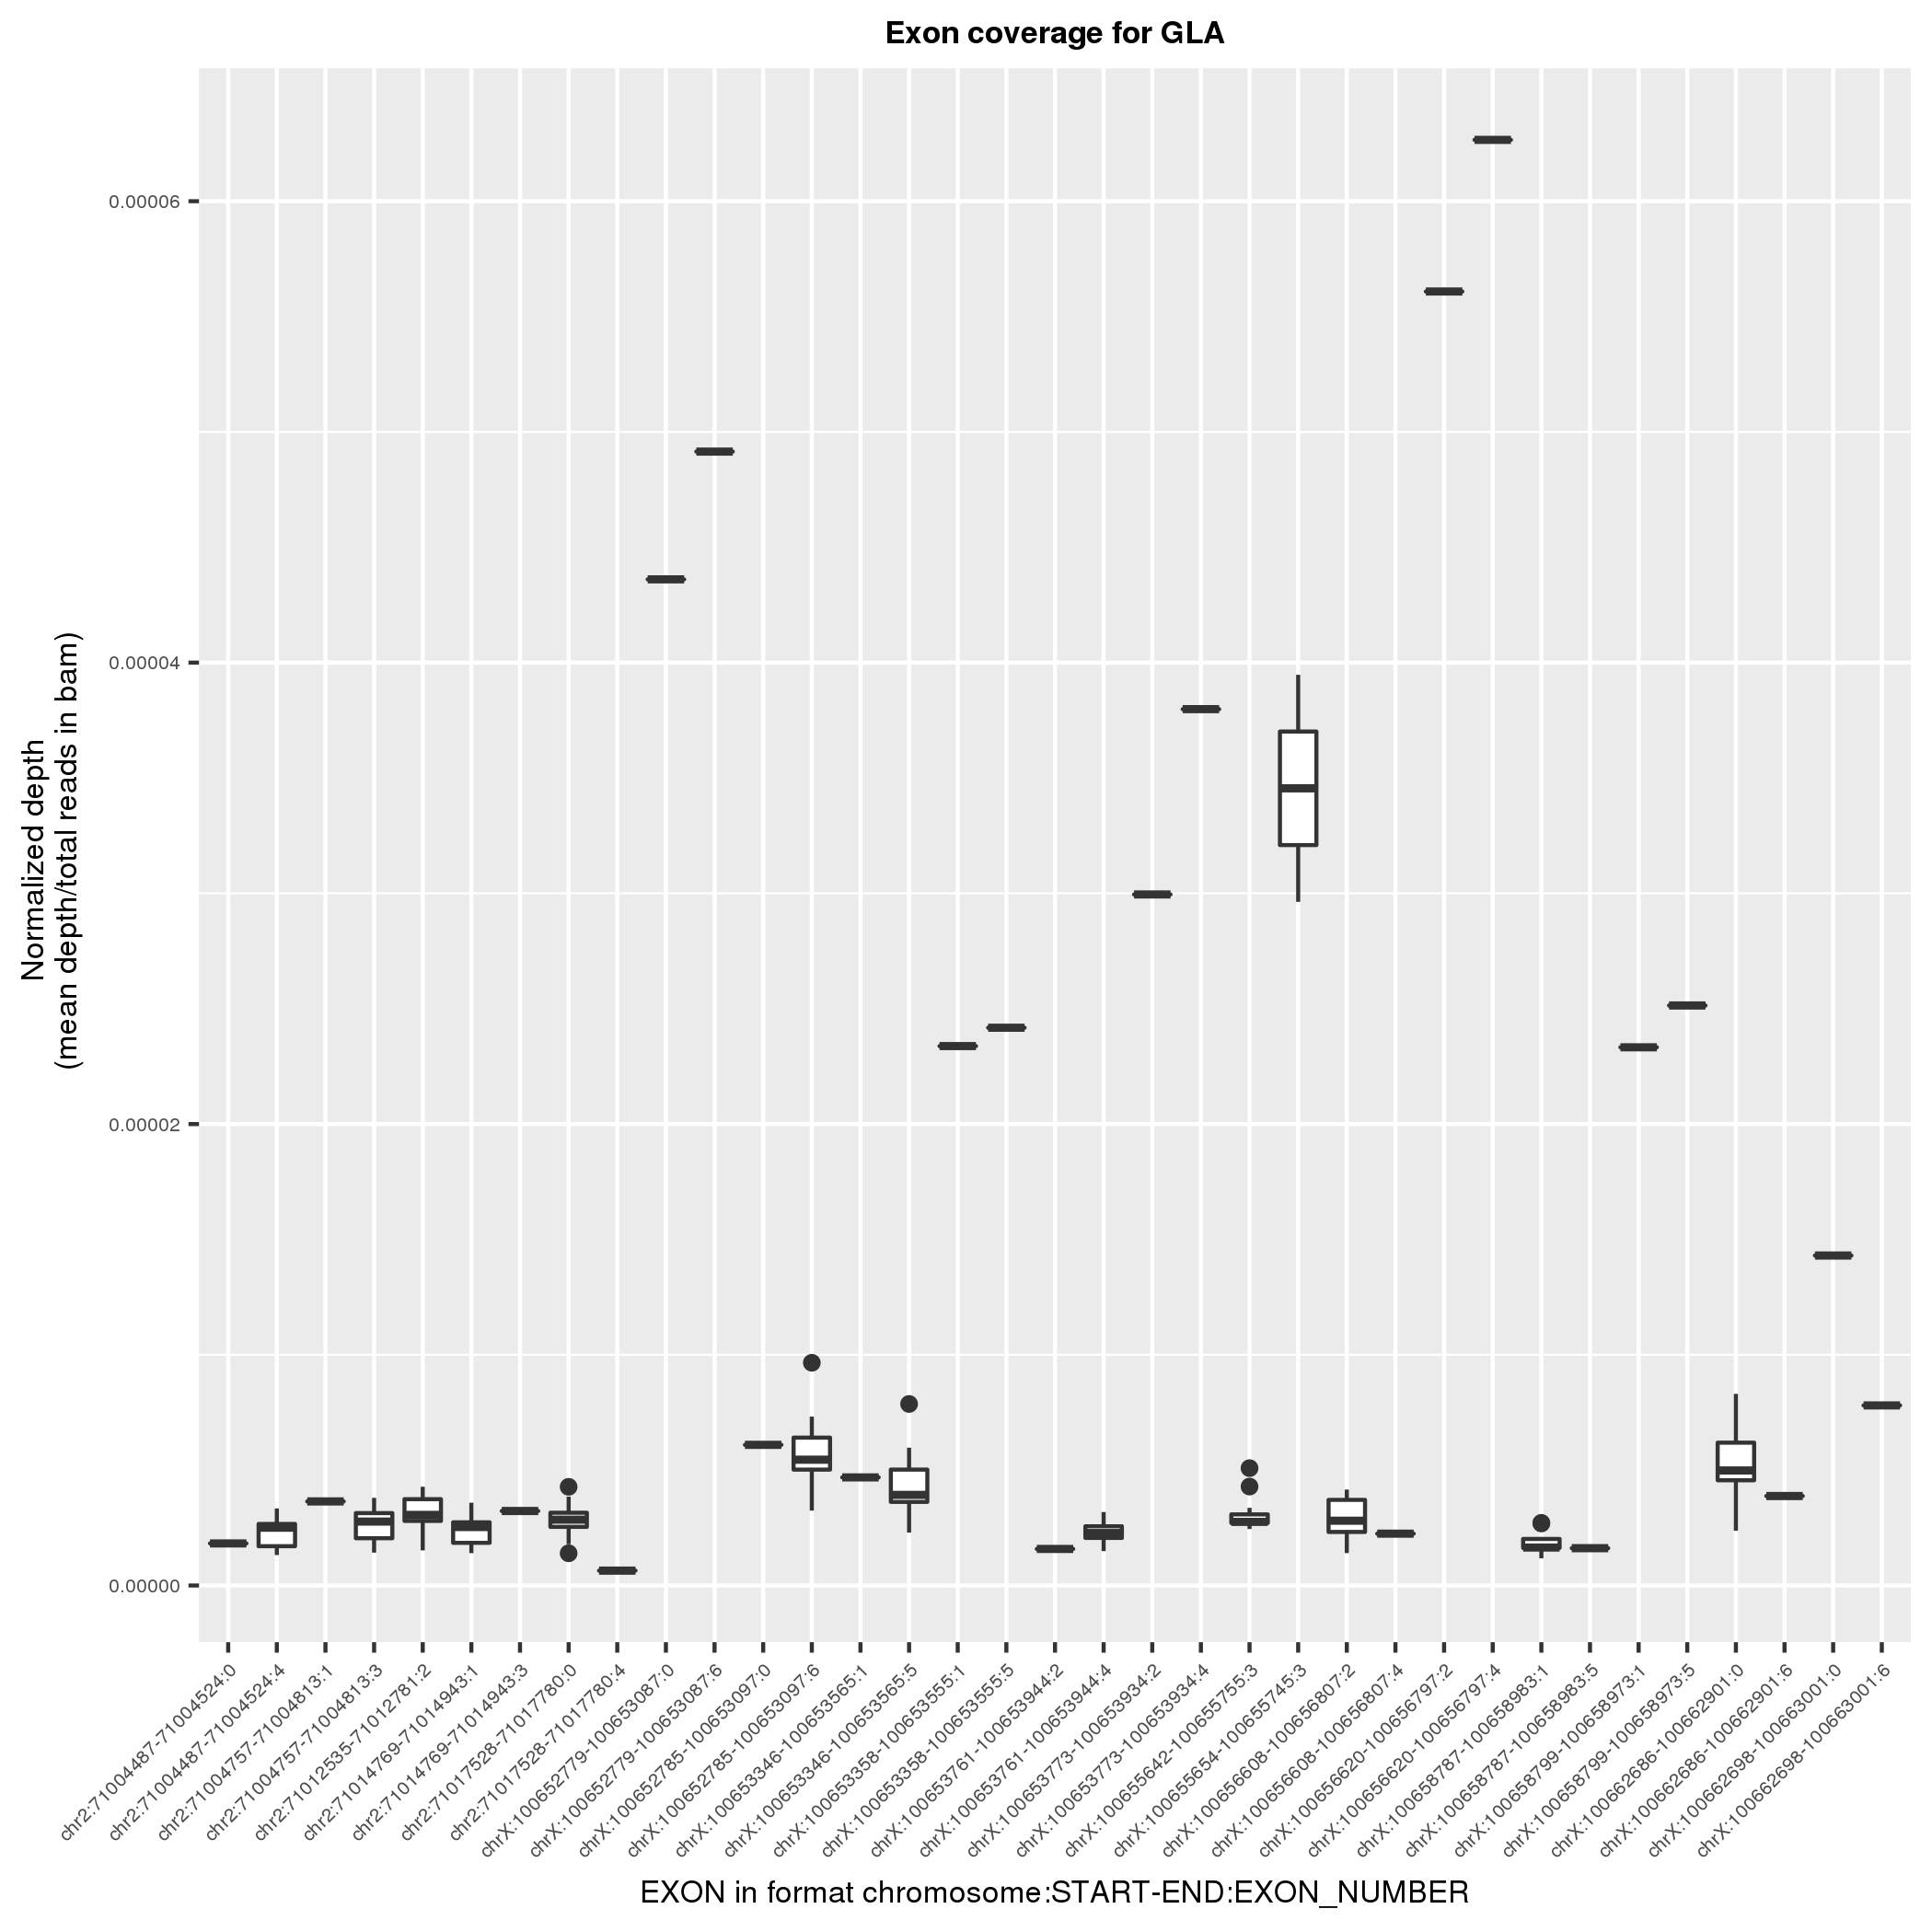 Exon coverage for GLA
0.00006
0.00004
0.00002
0.00000
Normalized depth
(mean depth/total reads in bam)
chr2:71004487-71004524:0
chr2:71004487-71004524:4
chr2:71004757-71004813:1
chr2:71004757-71004813:3
chr2:71012535-71012781:2
chr2:71014769-71014943:1
chr2:71014769-71014943:3
chr2:71017528-71017780:0
chr2:71017528-71017780:4
chrX:100652779-100653087:0
chrX:100652779-100653087:6
chrX:100652785-100653097:0
chrX:100652785-100653097:6
chrX:100653346-100653565:1
chrX:100653346-100653565:5
chrX:100653358-100653555:1
chrX:100653358-100653555:5
chrX:100653761-100653944:2
chrX:100653761-100653944:4
chrX:100653773-100653934:2
chrX:100653773-100653934:4
chrX:100655642-100655755:3
chrX:100655654-100655745:3
chrX:100656608-100656807:2
chrX:100656608-100656807:4
chrX:100656620-100656797:2
chrX:100656620-100656797:4
chrX:100658787-100658983:1
chrX:100658787-100658983:5
chrX:100658799-100658973:1
chrX:100658799-100658973:5
chrX:100662686-100662901:0
chrX:100662686-100662901:6
chrX:100662698-100663001:0
chrX:100662698-100663001:6
EXON in format chromosome:START-END:EXON_NUMBER